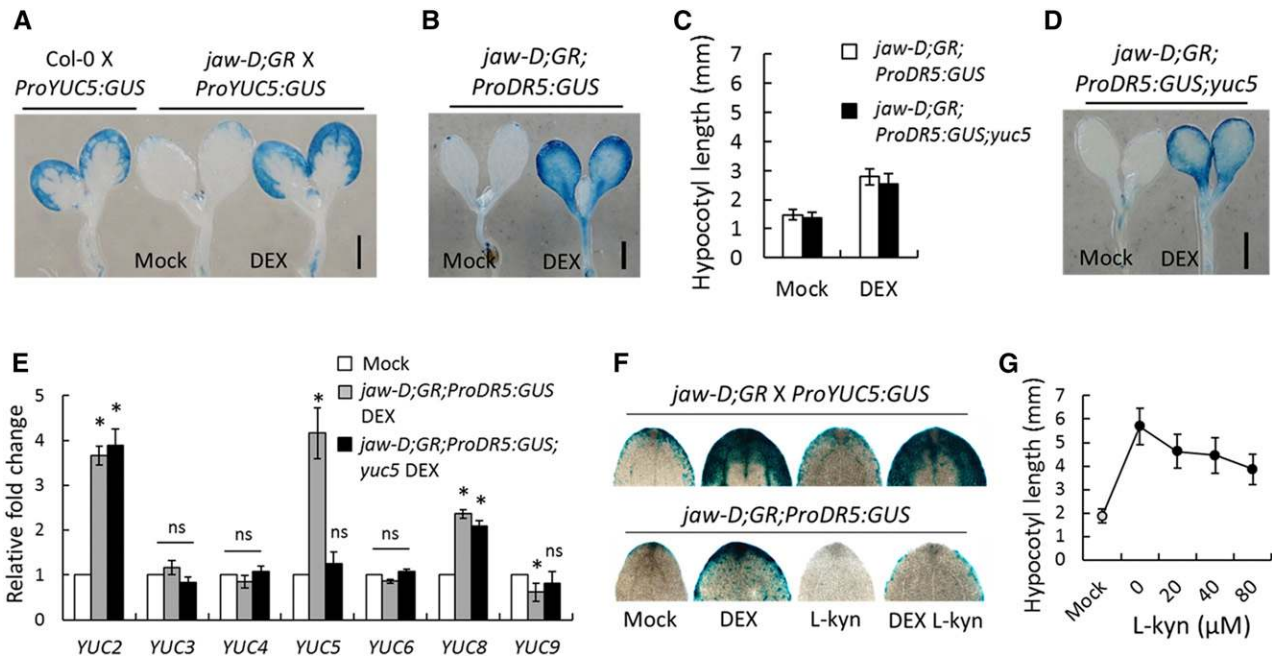 A
Col-0 X
ProYUC5:GUS
jaw-D;GR X
ProYUC5:GUS
Mock
DEX
B
jaw-D;GR;
ProDR5:GUS
Mock
DEX
C
Hypocotyl length (mm)
7
6
5
4
3
2
1
0
Mock
DEX
jaw-D;GR;
ProDR5:GUS
jaw-D;GR;
ProDR5:GUS;yuc5
D
jaw-D;GR;
ProDR5:GUS;yuc5
Mock
DEX
E
Relative fold change
5
4
3
2
1
0
Mock
jaw-D;GR;ProDR5:GUS
DEX
jaw-D;GR;ProDR5:GUS;
yuc5 DEX
* *
ns
ns
*
ns
ns
* *
*
ns
YUC2 YUC3 YUC4 YUC5 YUC6 YUC8 YUC9
F
jaw-D;GR X ProYUC5:GUS
jaw-D;GR;ProDR5:GUS
Mock DEX L-kyn DEX L-kyn
G
Hypocotyl length (mm)
7
6
5
4
3
2
1
0
Mock 0 20 40 80
L-kyn (µM)